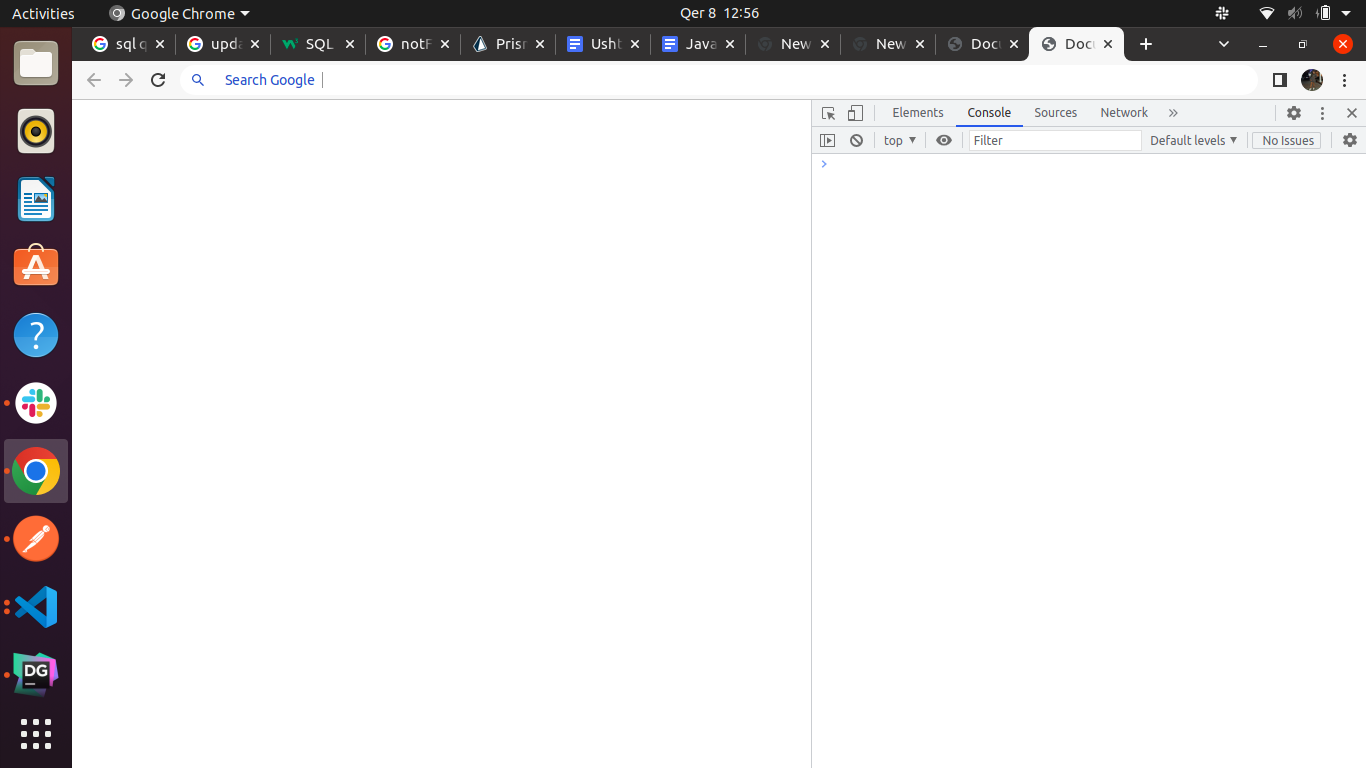 Activities
Google Chrome
Qer 8 12:56
sql q
upda
SQL
notF
Prism
Usht
Java
New
New
Docu
Docu
Search Google
Elements
Console
Sources
Network
top
Filter
Default levels
No Issues
DG